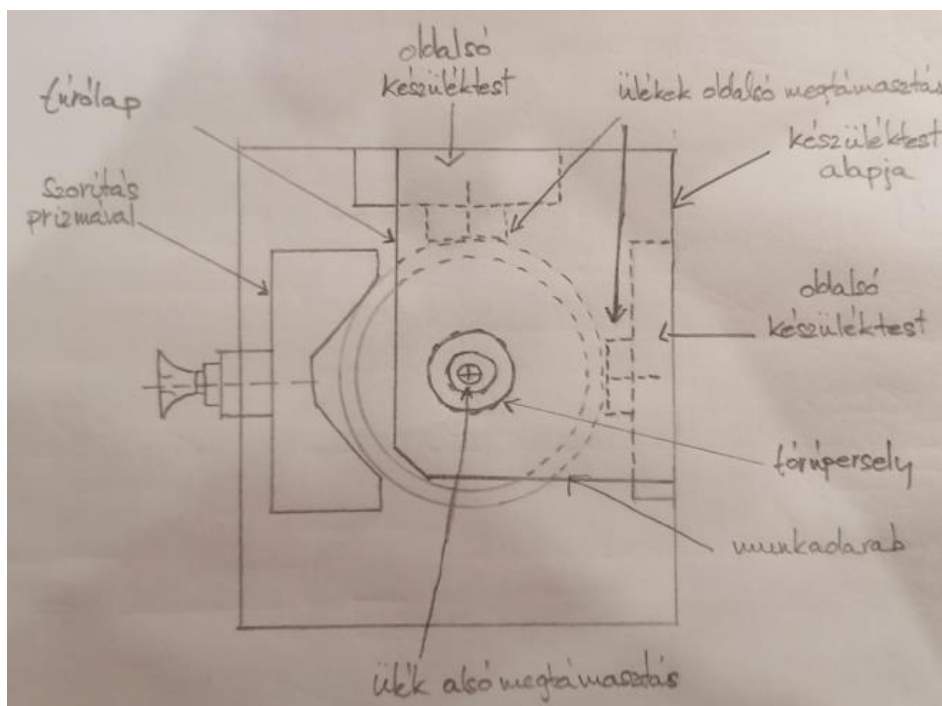 oldalsó
készüléktest
fúrólap
ülékek oldalsó megtámasztás
készüléktest
alapja
Szorítás
prizmával
oldalsó
készüléktest
fúrópersely
munkadarab
ülék alsó megtámasztás